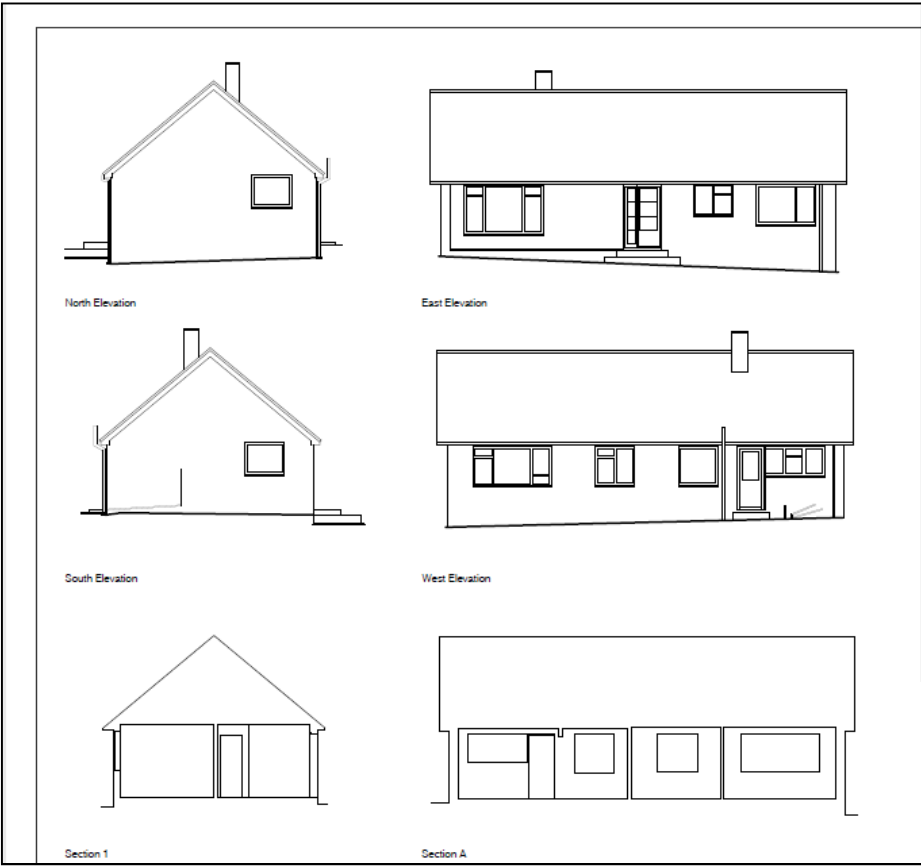 North Elevation
East Elevation
South Elevation
West Elevation
Section 1
Section A